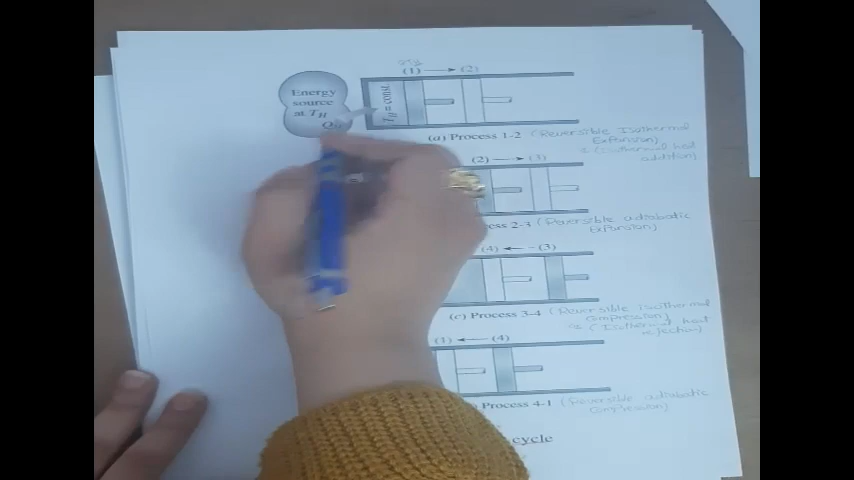 (1) (2)
Energy
source
at T_H
Q_H
T_H = const.
(a) Process 1-2 (Reversible Isothermal
Expansion)
(Isothermal heat
addition)
(2) (3)
ess 2-3 (Reversible adiabatic
Expansion)
(4) (3)
(c) Process 3-4 (Reversible isothermal
compression)
(Isothermal heat
rejection)
(1) (4)
Process 4-1 (Reversible adiabatic
compression)
cycle